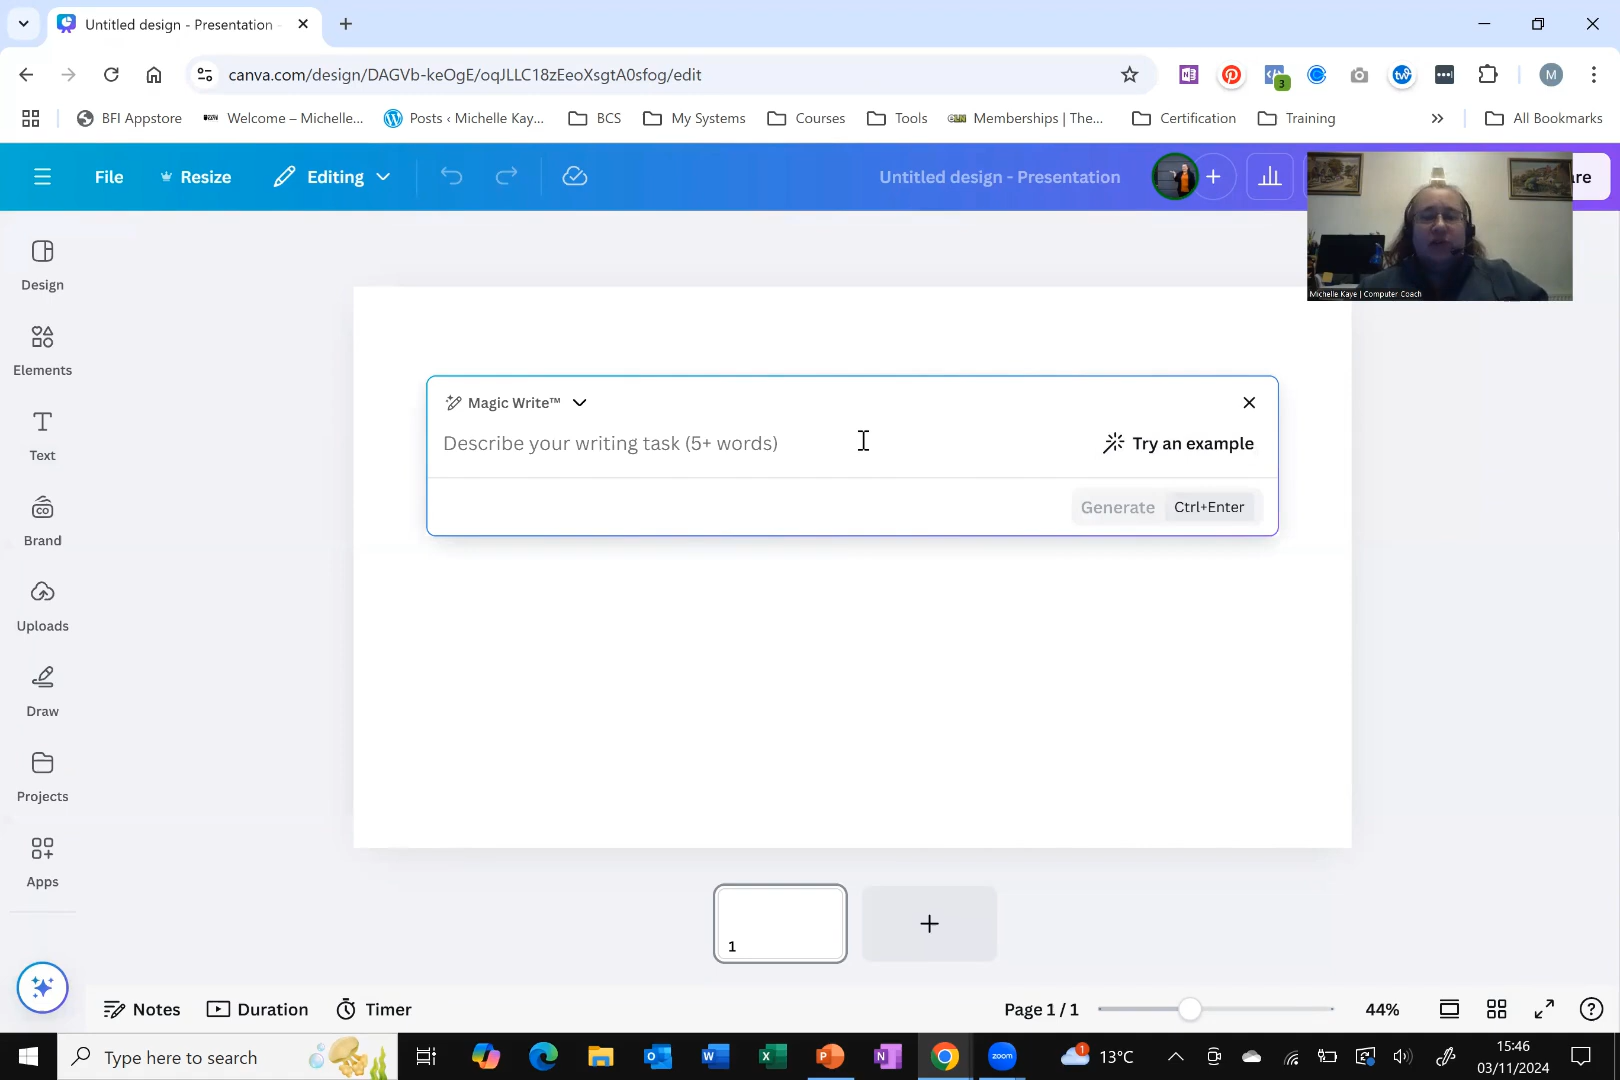 Untitled design - Presentation -
canva.com/design/DAGVb-keOgE/oqJLLC18zEeoXsgtA0sfog/edit
3
M
BFI Appstore
Welcome – Michelle...
Posts ‹ Michelle Kay...
BCS
My Systems
Courses
Tools
Memberships | The...
Certification
Training
All Bookmarks
File
Resize
Editing
Untitled design - Presentation
re
Michelle Kaye | Computer Coach
Design
Elements
Text
Brand
Uploads
Draw
Projects
Apps
Magic Write™
Describe your writing task (5+ words)
Try an example
Generate Ctrl+Enter
1
Notes
Duration
Timer
Page 1 / 1
44%
Type here to search
zoom
1
13°C
15:46
03/11/2024